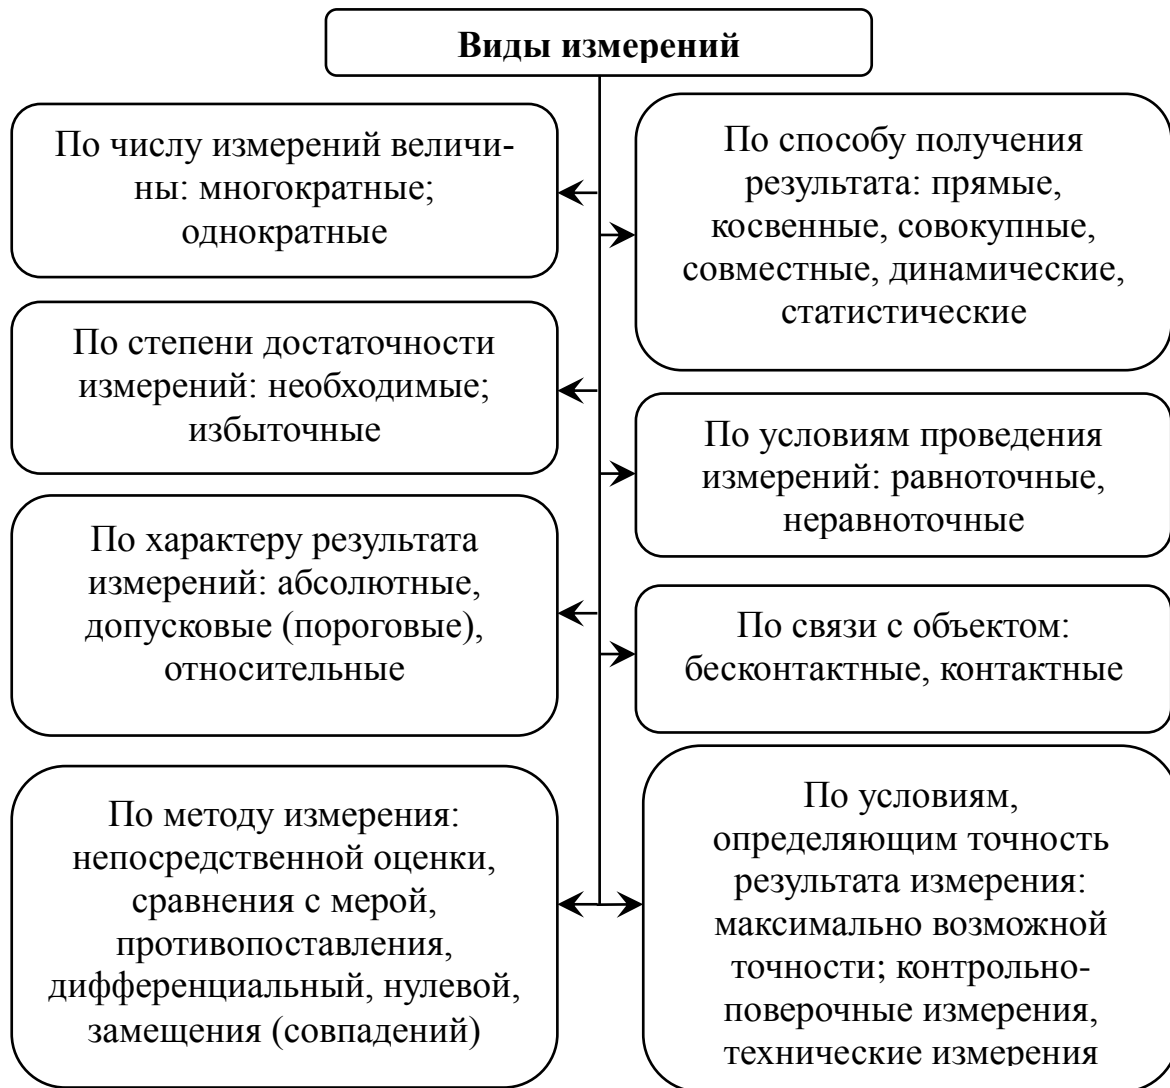 Виды измерений
По числу измерений величи-
ны: многократные;
однократные
По способу получения
результата: прямые,
косвенные, совокупные,
совместные, динамические,
статистические
По степени достаточности
измерений: необходимые;
избыточные
По условиям проведения
измерений: равноточные,
неравноточные
По характеру результата
измерений: абсолютные,
допусковые (пороговые),
относительные
По связи с объектом:
бесконтактные, контактные
По методу измерения:
непосредственной оценки,
сравнения с мерой,
противопоставления,
дифференциальный, нулевой,
замещения (совпадений)
По условиям,
определяющим точность
результата измерения:
максимально возможной
точности; контрольно-
поверочные измерения,
технические измерения